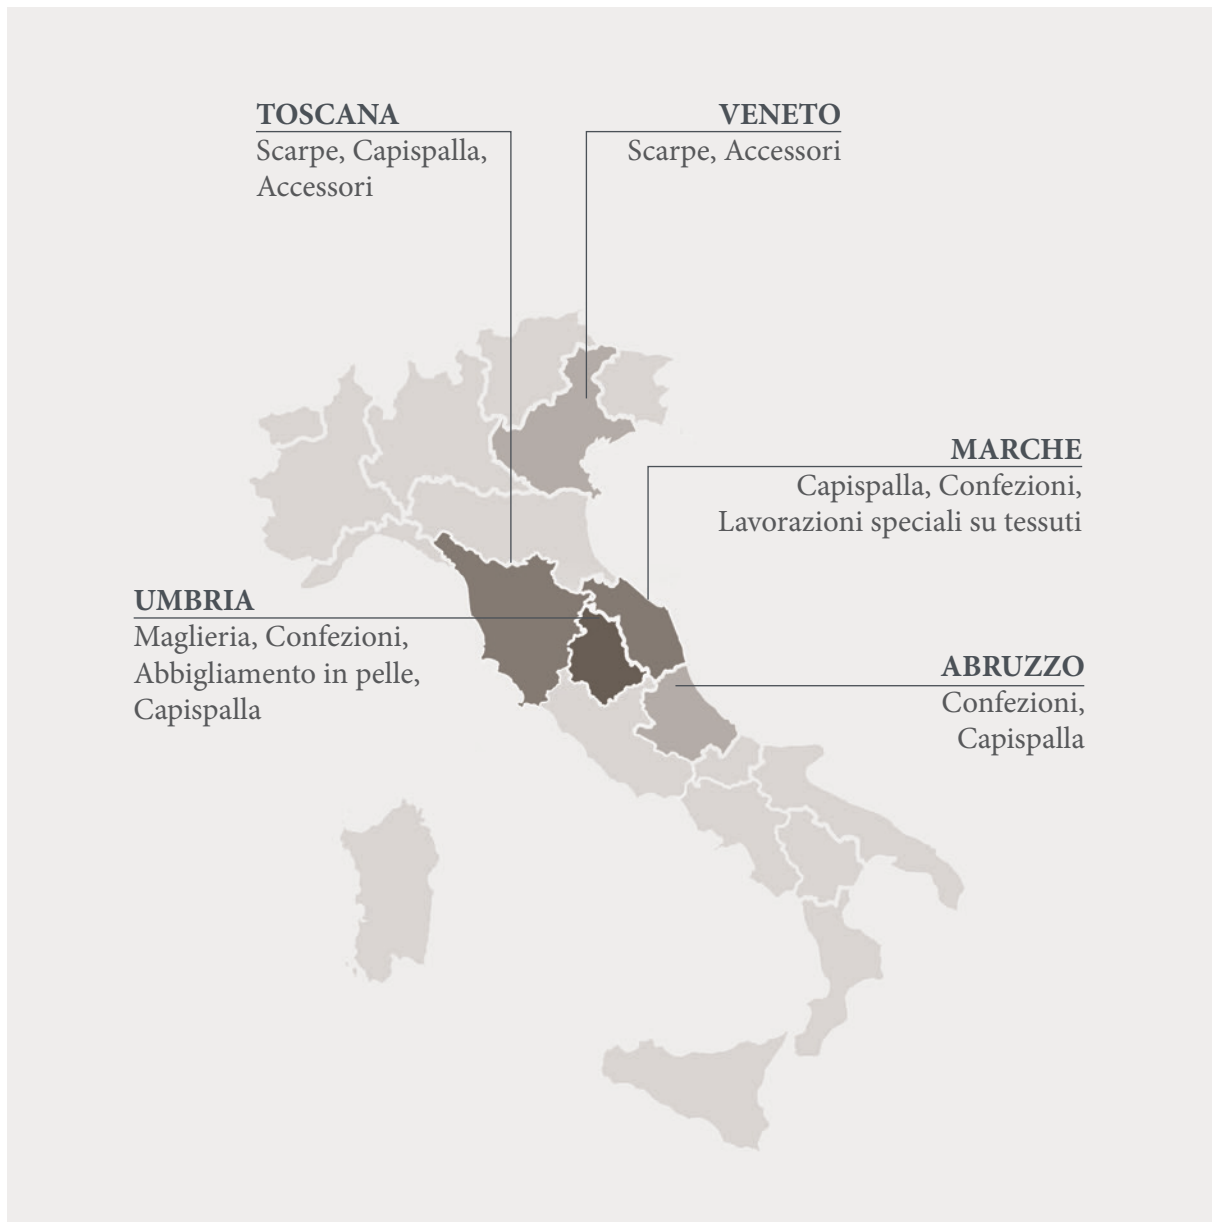 TOSCANA
Scarpe, Capispalla,
Accessori
VENETO
Scarpe, Accessori
MARCHE
Capispalla, Confezioni,
Lavorazioni speciali su tessuti
UMBRIA
Maglieria, Confezioni,
Abbigliamento in pelle,
Capispalla
ABRUZZO
Confezioni,
Capispalla